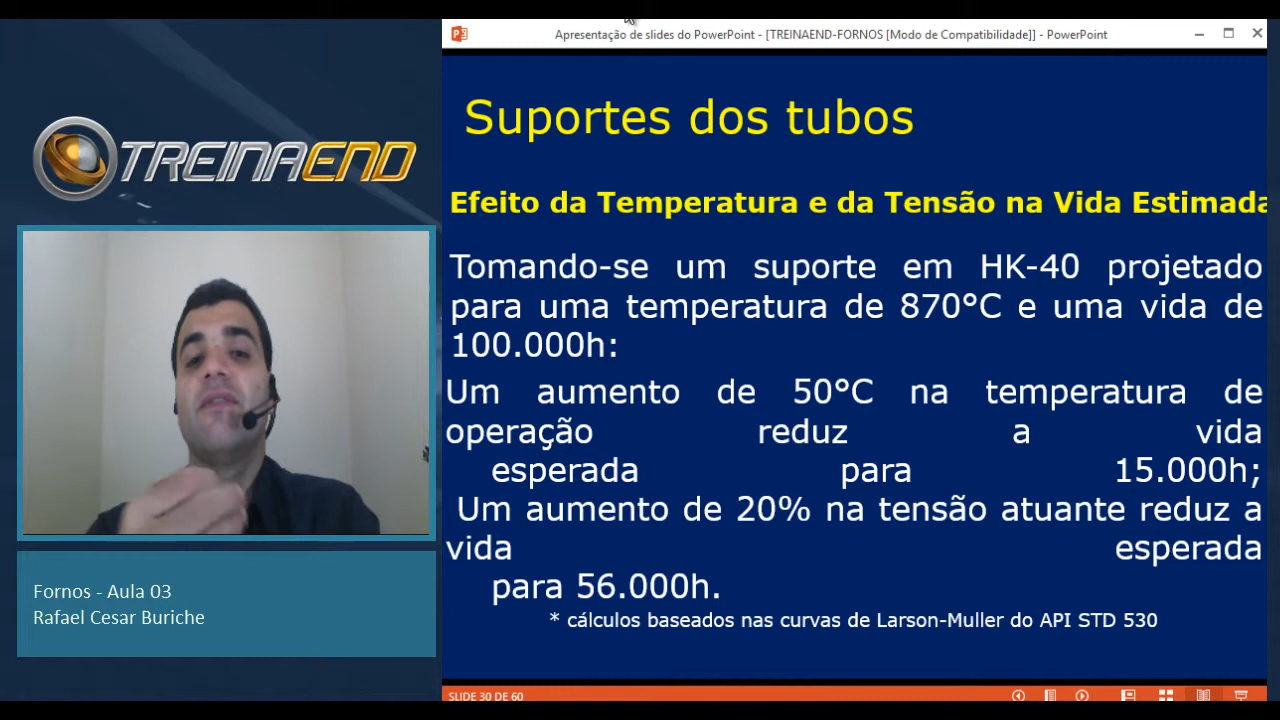 Apresentação de slides do PowerPoint - [TREINAEND-FORNOS [Modo de Compatibilidade]] - PowerPoint
TREINAEND
Suportes dos tubos
Efeito da Temperatura e da Tensão na Vida Estimada
Tomando-se um suporte em HK-40 projetado
para uma temperatura de 870°C e uma vida de
100.000h:
Um aumento de 50°C na temperatura de
operação reduz a vida
esperada para 15.000h;
Um aumento de 20% na tensão atuante reduz a
vida esperada
para 56.000h.
* cálculos baseados nas curvas de Larson-Muller do API STD 530
Fornos - Aula 03
Rafael Cesar Buriche
SLIDE 30 DE 60